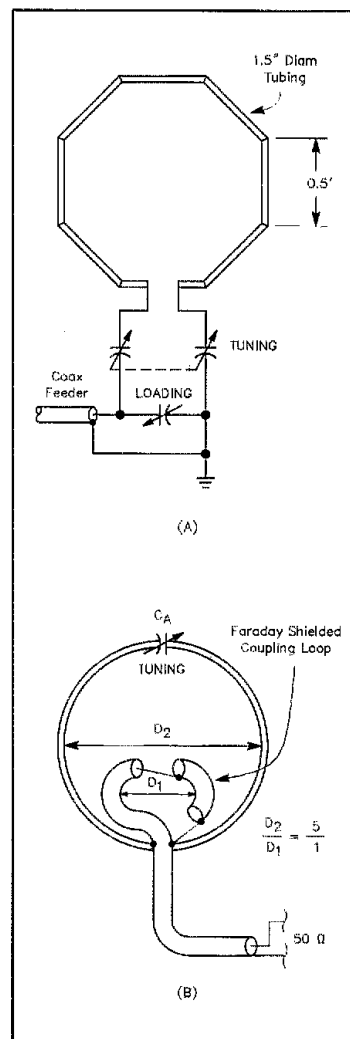 1.5" Diam
Tubing
0.5'
TUNING
Coax
Feeder
LOADING
(A)
C_A
Faraday Shielded
Coupling Loop
TUNING
D₂
D₁
D₂/D₁ = 5/1
50 Ω
(B)